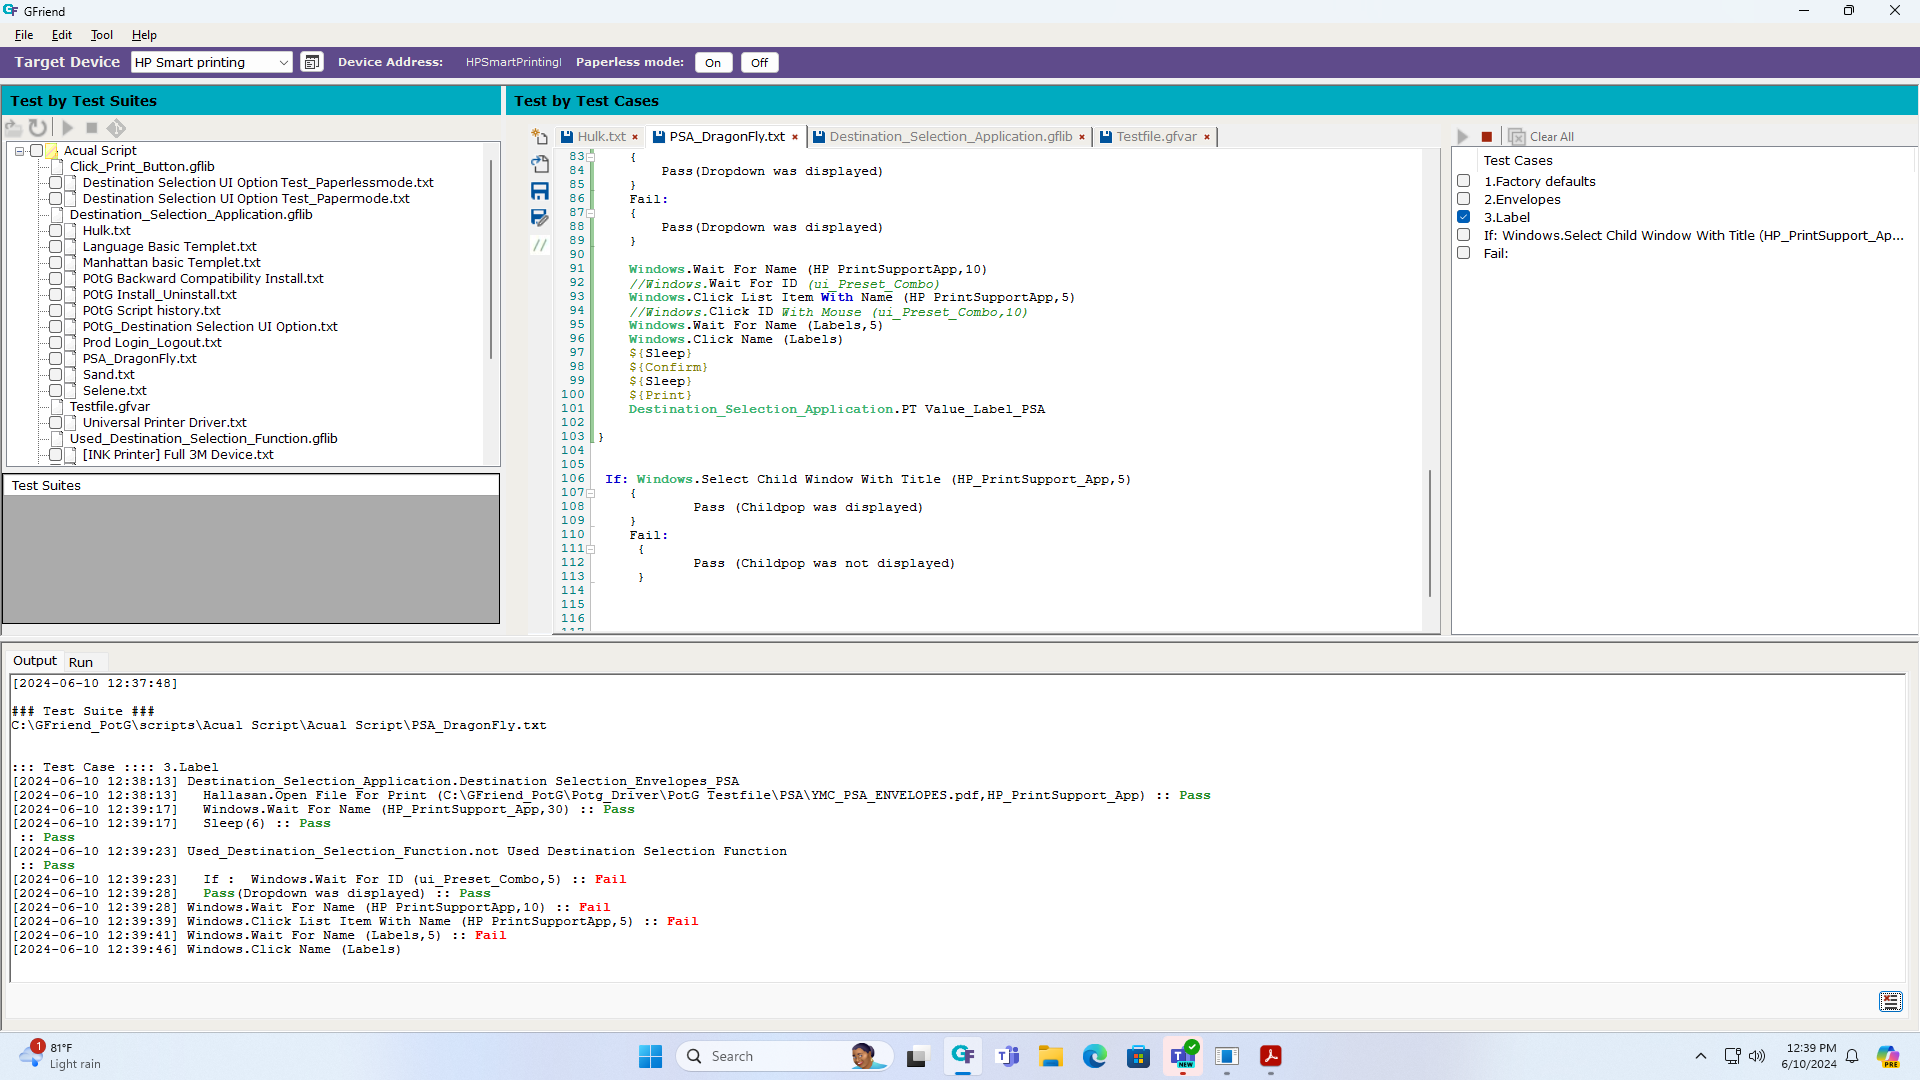 GFriend
File Edit Tool Help
Target Device HP Smart printing Device Address: HPSmartPrintingI Paperless mode: On Off
Test by Test Suites
Acual Script
Click_Print_Button.gflib
Destination Selection UI Option Test_Paperlessmode.txt
Destination Selection UI Option Test_Papermode.txt
Destination_Selection_Application.gflib
Hulk.txt
Language Basic Templet.txt
Manhattan basic Templet.txt
POtG Backward Compatibility Install.txt
POtG Install_Uninstall.txt
POtG Script history.txt
POtG_Destination Selection UI Option.txt
Prod Login_Logout.txt
PSA_DragonFly.txt
Sand.txt
Selene.txt
Testfile.gfvar
Universal Printer Driver.txt
Used_Destination_Selection_Function.gflib
[INK Printer] Full 3M Device.txt
Test Suites
Test by Test Cases
Hulk.txt × PSA_DragonFly.txt × Destination_Selection_Application.gflib × Testfile.gfvar ×
83 {
84 Pass(Dropdown was displayed)
85 }
86 Fail:
87 {
88 Pass(Dropdown was displayed)
89 }
90
91 Windows.Wait For Name (HP PrintSupportApp,10)
92 //Windows.Wait For ID (ui_Preset_Combo)
93 Windows.Click List Item With Name (HP PrintSupportApp,5)
94 //Windows.Click ID With Mouse (ui_Preset_Combo,10)
95 Windows.Wait For Name (Labels,5)
96 Windows.Click Name (Labels)
97 ${Sleep}
98 ${Confirm}
99 ${Sleep}
100 ${Print}
101 Destination_Selection_Application.PT Value_Label_PSA
102
103 }
104
105
106 If: Windows.Select Child Window With Title (HP_PrintSupport_App,5)
107 {
108 Pass (Childpop was displayed)
109 }
110 Fail:
111 {
112 Pass (Childpop was not displayed)
113 }
114
115
116
117
Clear All
Test Cases
1.Factory defaults
2.Envelopes
3.Label
If: Windows.Select Child Window With Title (HP_PrintSupport_Ap...
Fail:
Output Run
[2024-06-10 12:37:48]
### Test Suite ###
C:\GFriend_PotG\scripts\Acual Script\Acual Script\PSA_DragonFly.txt
::: Test Case :::: 3.Label
[2024-06-10 12:38:13] Destination_Selection_Application.Destination Selection_Envelopes_PSA
[2024-06-10 12:38:13] Hallasan.Open File For Print (C:\GFriend_PotG\Potg_Driver\PotG Testfile\PSA\YMC_PSA_ENVELOPES.pdf,HP_PrintSupport_App) :: Pass
[2024-06-10 12:39:17] Windows.Wait For Name (HP_PrintSupport_App,30) :: Pass
[2024-06-10 12:39:17] Sleep(6) :: Pass
:: Pass
[2024-06-10 12:39:23] Used_Destination_Selection_Function.not Used Destination Selection Function
:: Pass
[2024-06-10 12:39:23] If : Windows.Wait For ID (ui_Preset_Combo,5) :: Fail
[2024-06-10 12:39:28] Pass(Dropdown was displayed) :: Pass
[2024-06-10 12:39:28] Windows.Wait For Name (HP PrintSupportApp,10) :: Fail
[2024-06-10 12:39:39] Windows.Click List Item With Name (HP PrintSupportApp,5) :: Fail
[2024-06-10 12:39:41] Windows.Wait For Name (Labels,5) :: Fail
[2024-06-10 12:39:46] Windows.Click Name (Labels)
1
81°F
Light rain
Search
NEW
12:39 PM
6/10/2024
PRE